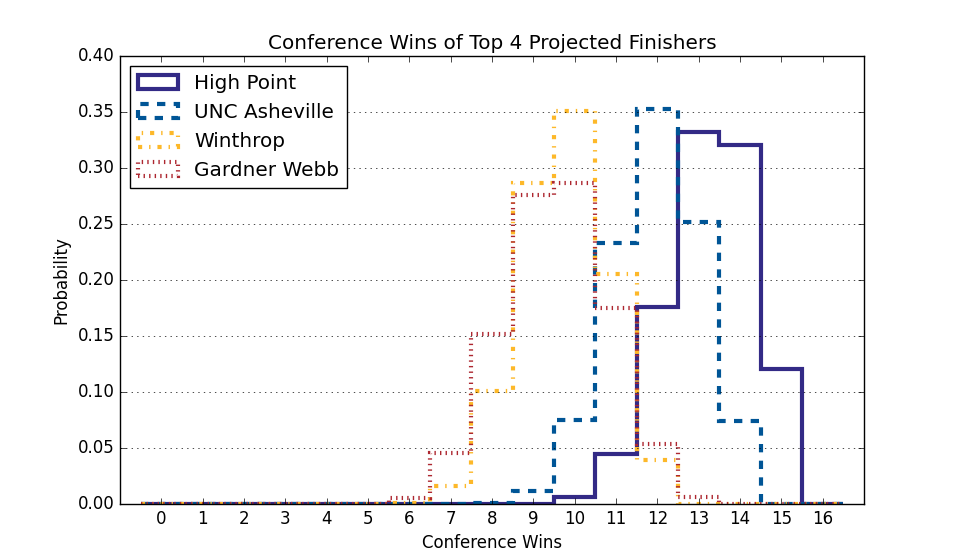 Conference Wins of Top 4 Projected Finishers
High Point
UNC Asheville
Winthrop
Gardner Webb
0.40
0.35
0.30
0.25
0.20
0.15
0.10
0.05
0.00
Probability
0 1 2 3 4 5 6 7 8 9 10 11 12 13 14 15 16
Conference Wins